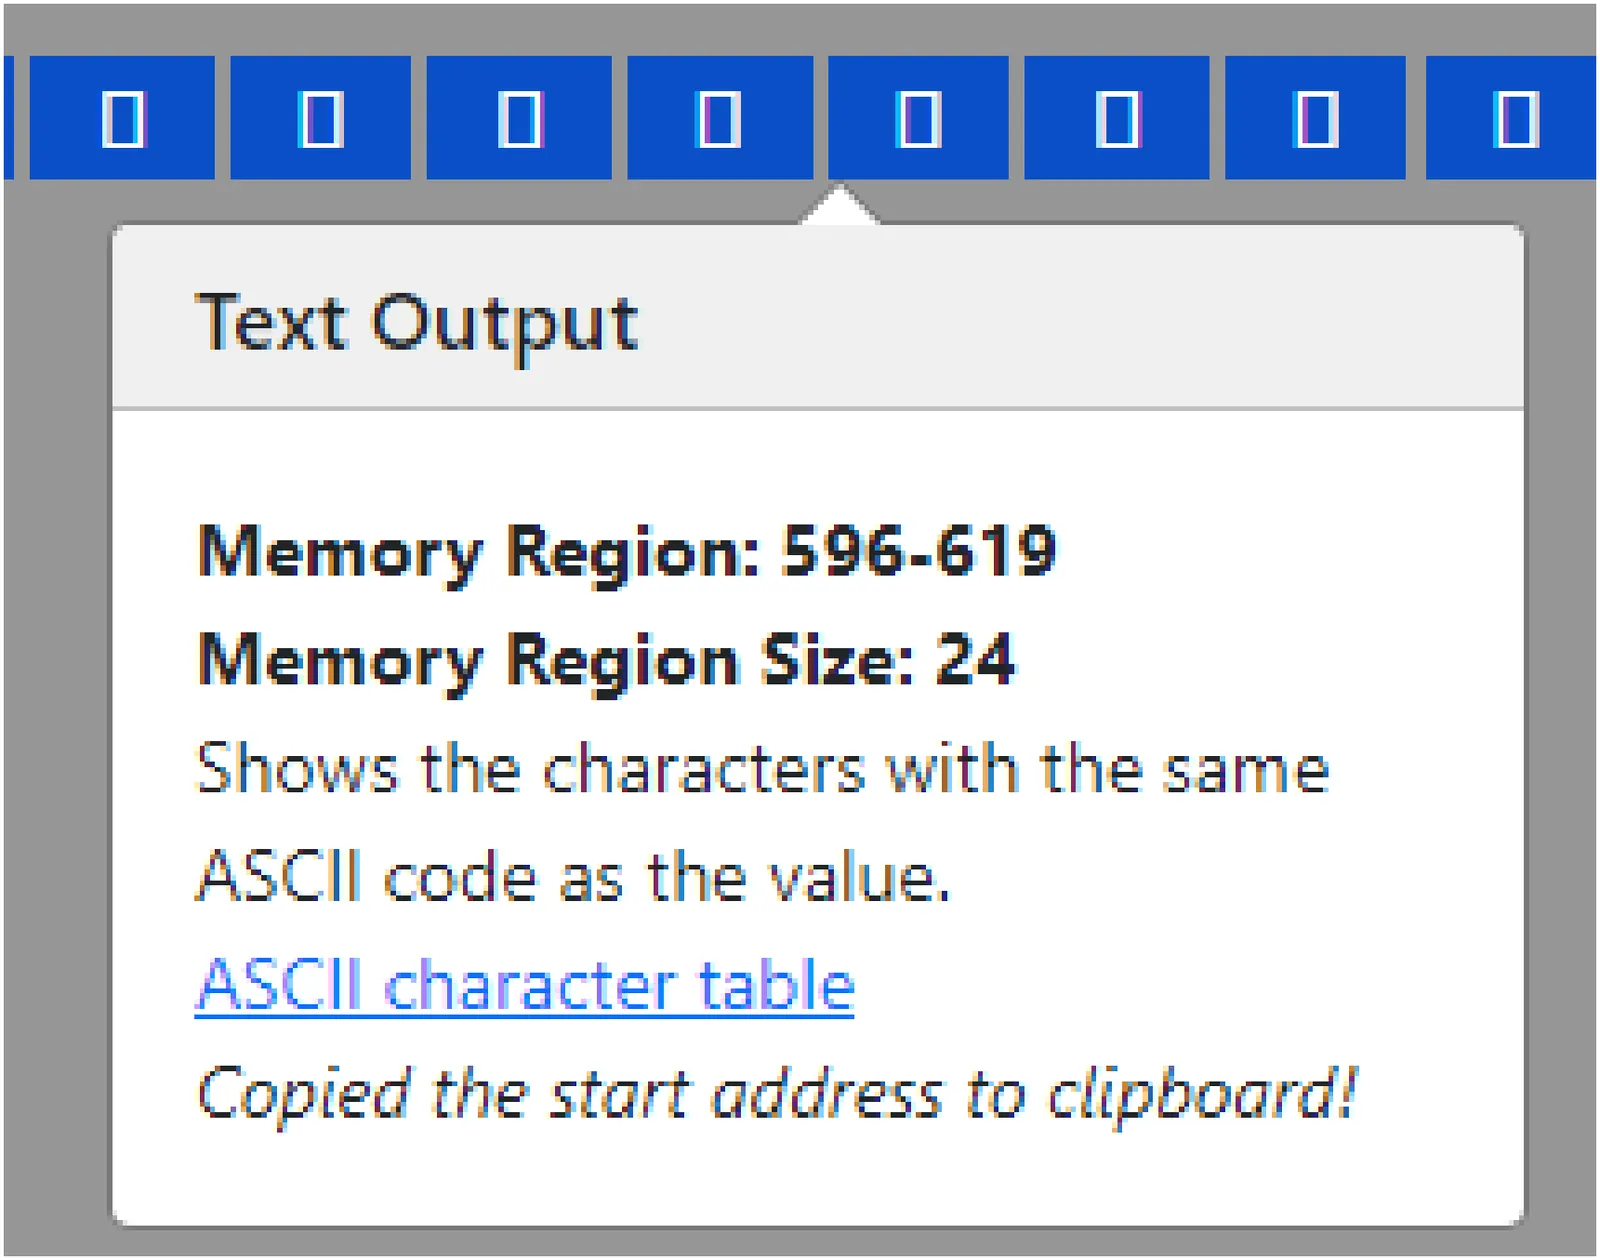 Text Output
Memory Region: 596-619
Memory Region Size: 24
Shows the characters with the same
ASCII code as the value.
ASCII character table
Copied the start address to clipboard!